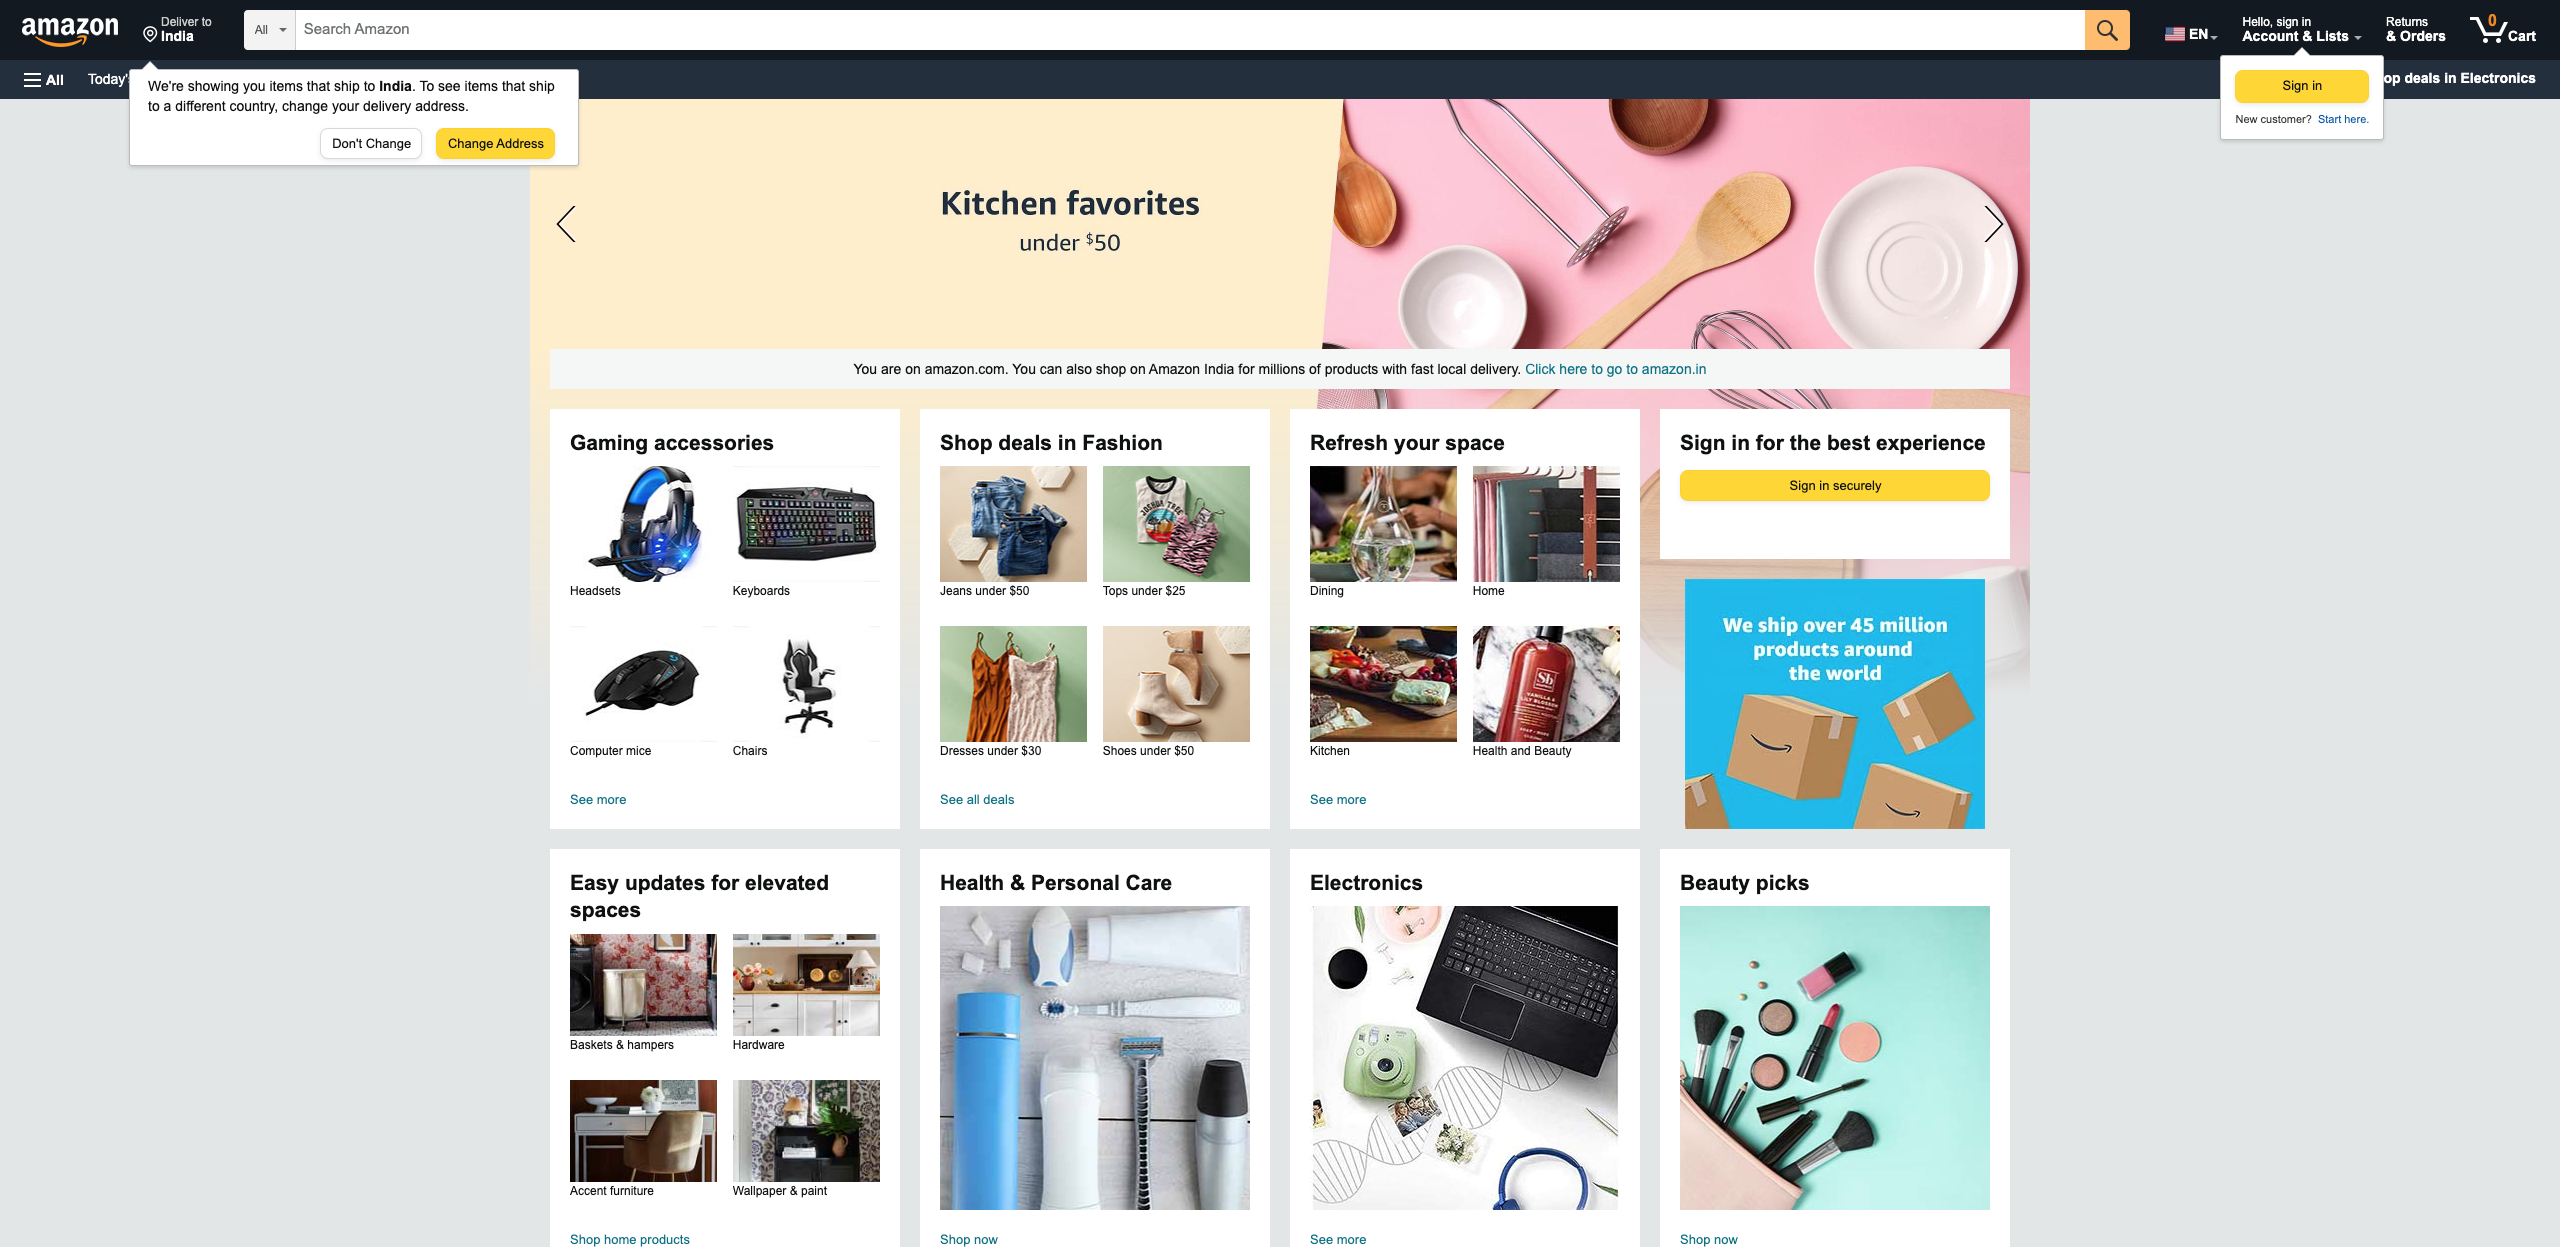 amazon
Deliver to
India
All
Search Amazon
EN
Hello, sign in
Account & Lists
Returns
& Orders
0
Cart
All
Today's
op deals in Electronics
We're showing you items that ship to India. To see items that ship
to a different country, change your delivery address.
Don't Change
Change Address
Sign in
New customer? Start here.
Kitchen favorites
under $50
You are on amazon.com. You can also shop on Amazon India for millions of products with fast local delivery. Click here to go to amazon.in
Gaming accessories
Headsets
Keyboards
Computer mice
Chairs
See more
Shop deals in Fashion
JOSHUA TREE
Jeans under $50
Tops under $25
Dresses under $30
Shoes under $50
See all deals
Refresh your space
Dining
Home
Sb
VANILLA &
LILY BLOSSOM
Kitchen
Health and Beauty
See more
Sign in for the best experience
Sign in securely
We ship over 45 million
products around
the world
Easy updates for elevated
spaces
Baskets & hampers
Hardware
Accent furniture
Wallpaper & paint
Shop home products
Health & Personal Care
Shop now
Electronics
See more
Beauty picks
Shop now